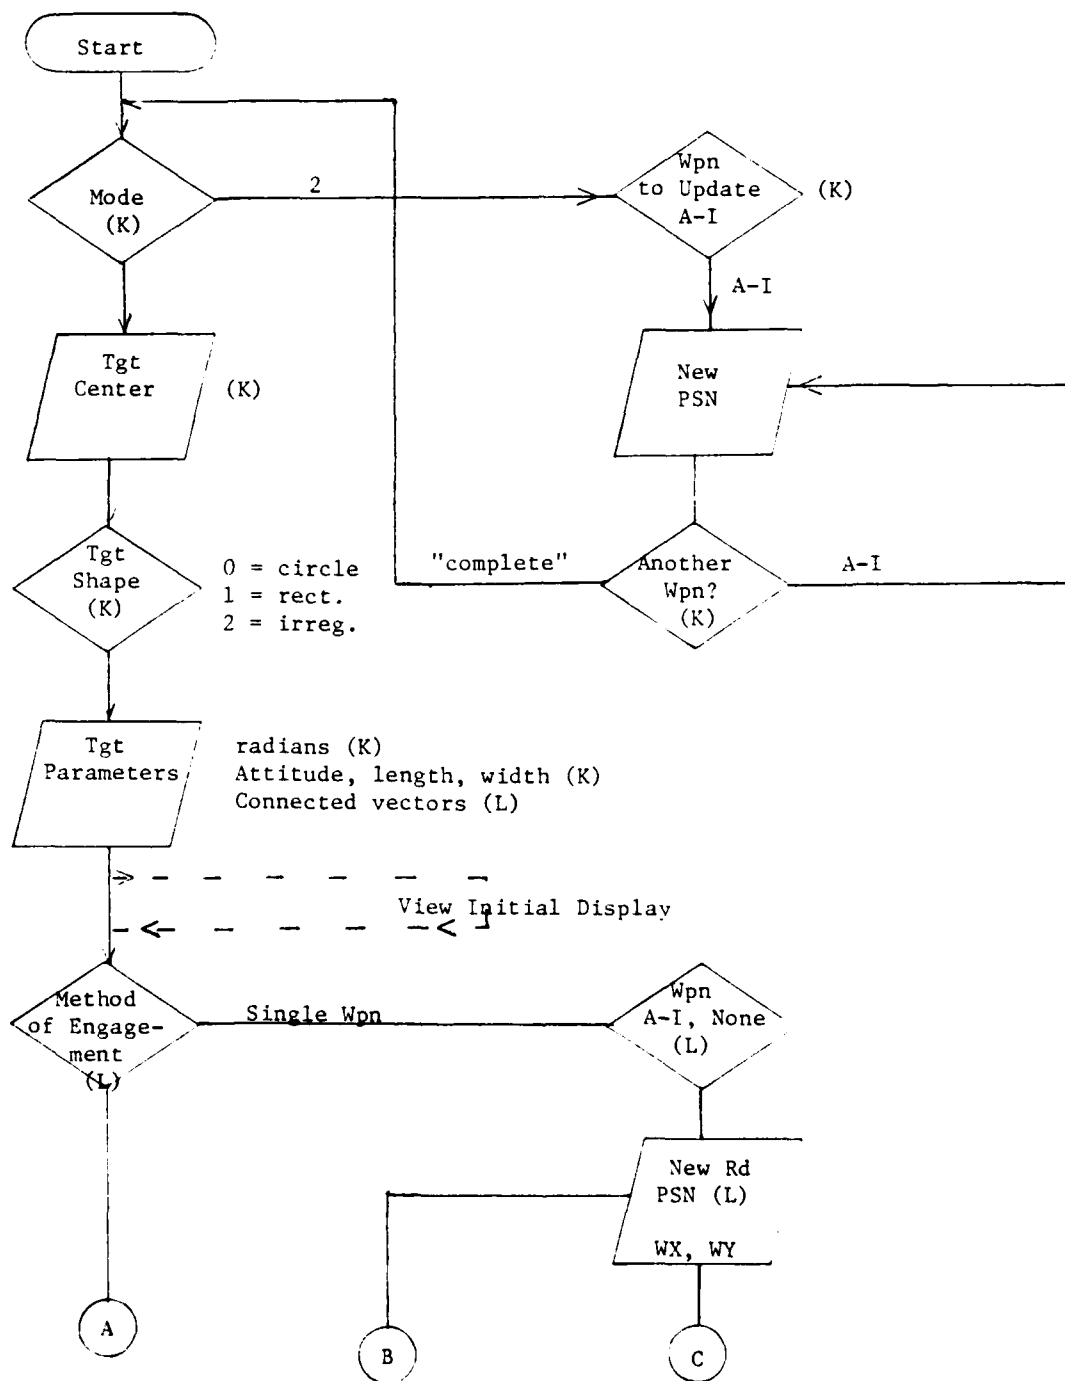 Start
Mode
(K)
2
Wpn
to Update
A-I
(K)
A-I
Tgt
Center
(K)
New
PSN
Tgt
Shape
(K)
0 = circle
1 = rect.
2 = irreg.
"complete"
Another
Wpn?
(K)
A-I
Tgt
Parameters
radians (K)
Attitude, length, width (K)
Connected vectors (L)
View Initial Display
Method
of Engage-
ment
(L)
Single Wpn
Wpn
A-I, None
(L)
New Rd
PSN (L)
WX, WY
A
B
C